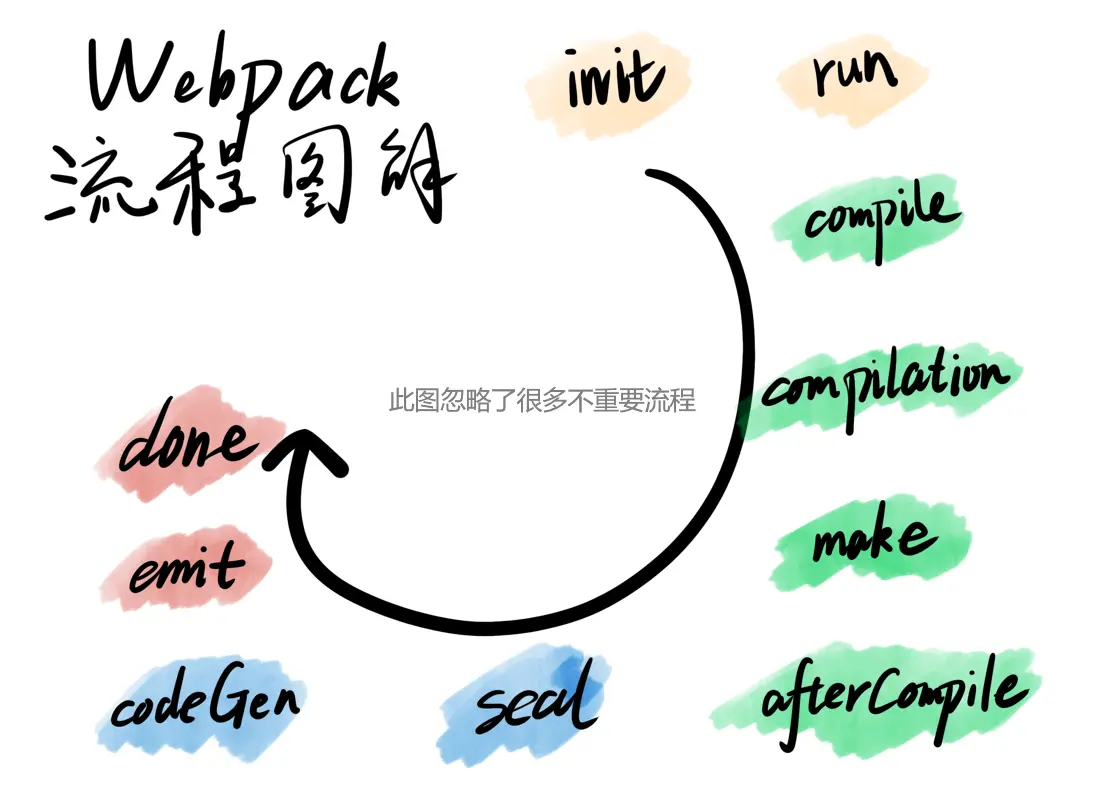 Webpack
流程图解
init
run
compile
compilation
make
afterCompile
seal
codeGen
emit
done
此图忽略了很多不重要流程